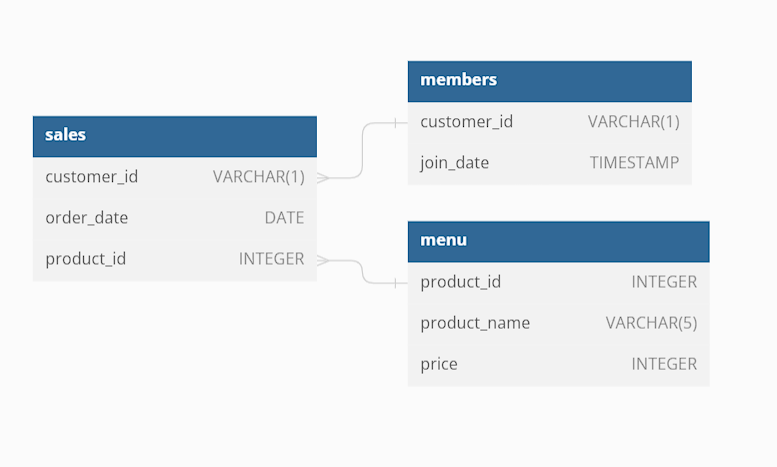 sales
customer_id VARCHAR(1)
order_date DATE
product_id INTEGER
members
customer_id VARCHAR(1)
join_date TIMESTAMP
menu
product_id INTEGER
product_name VARCHAR(5)
price INTEGER